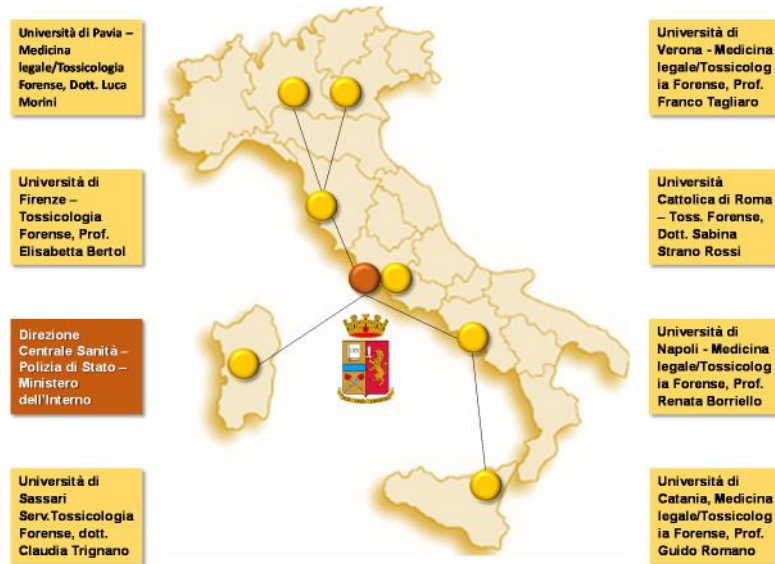 Università di Pavia –
Medicina
legale/Tossicologia
Forense, Dott. Luca
Morini
Università di
Firenze –
Tossicologia
Forense, Prof.
Elisabetta Bertol
Direzione
Centrale Sanità –
Polizia di Stato –
Ministero
dell'Interno
Università di
Sassari
Serv.Tossicologia
Forense, dott.
Claudia Trignano
Università di
Verona - Medicina
legale/Tossicolog
ia Forense, Prof.
Franco Tagliaro
Università
Cattolica di Roma
– Toss. Forense,
Dott. Sabina
Strano Rossi
Università di
Napoli - Medicina
legale/Tossicolog
ia Forense, Prof.
Renata Borriello
Università di
Catania, Medicina
legale/Tossicolog
ia Forense, Prof.
Guido Romano